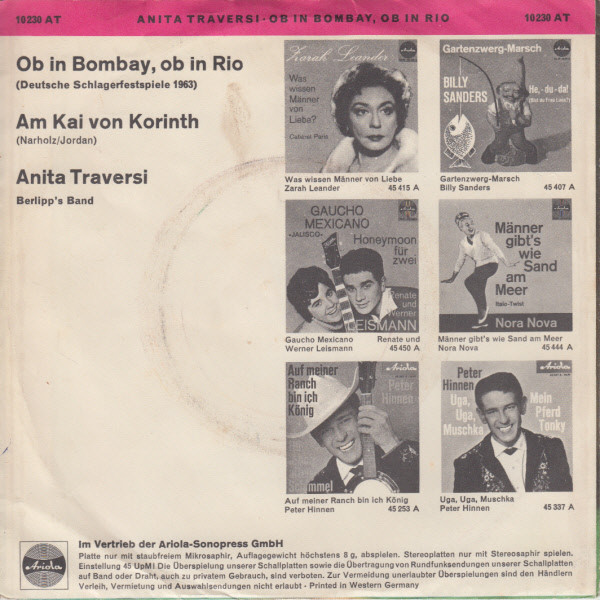 10 230 AT
ANITA TRAVERSI · OB IN BOMBAY, OB IN RIO
10 230 AT
Ob in Bombay, ob in Rio
(Deutsche Schlagerfestspiele 1963)
Am Kai von Korinth
(Narholz/Jordan)
Anita Traversi
Berlipp's Band
Zarah Leander
Was
wissen
Männer
von
Liebe?
Cabaret Paris
Was wissen Männer von Liebe
Zarah Leander
45 415 A
Gartenzwerg-Marsch
BILLY
SANDERS
He, du da!
Gartenzwerg-Marsch
Billy Sanders
45 407 A
GAUCHO
MEXICANO
«JALISCO»
Honeymoon
für
zwei
Renate
und
Werner
LEISMANN
Gaucho Mexicano
Renate und
Werner Leismann
45 450 A
Männer
gibt's
wie
Sand
am
Meer
Italo-Twist
Nora Nova
Männer gibt's wie Sand am Meer
Nora Nova
45 444 A
Auf meiner
Ranch
bin ich
König
Ariola
Peter
Hinnen
Auf meiner Ranch bin ich König
Peter Hinnen
45 253 A
Peter
Hinnen
Uga,
Uga,
Muschka
Ariola
Mein
Pferd
Tonky
Uga, Uga, Muschka
Peter Hinnen
45 337 A
Ariola
Im Vertrieb der Ariola-Sonopress GmbH
Platte nur mit staubfreiem Mikrosaphir, Auflagegewicht höchstens 8 g, abspielen. Stereoplatten nur mit Stereosaphir spielen.
Einstellung 45 UpM! Die Überspielung unserer Schallplatten sowie die Übertragung von Rundfunksendungen unserer Schallplatten
auf Band oder Draht, auch zu privatem Gebrauch, sind verboten. Zur Vermeidung unerlaubter Überspielungen sind den Händlern
Verleih, Vermietung und Auswahlsendungen nicht erlaubt · Printed in Western Germany